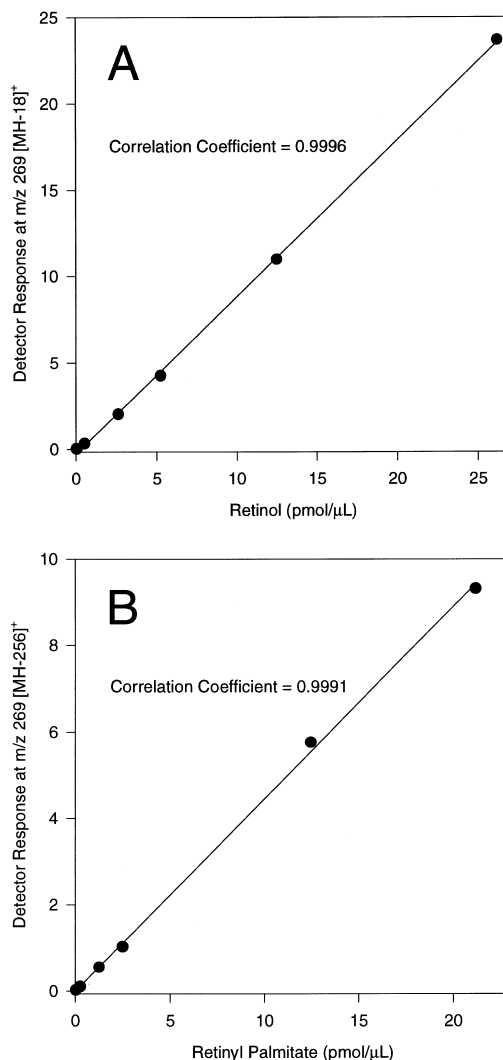 A
Correlation Coefficient = 0.9996
Detector Response at m/z 269 [MH-18]⁺
25
20
15
10
5
0
0 5 10 15 20 25
Retinol (pmol/μL)
B
Correlation Coefficient = 0.9991
Detector Response at m/z 269 [MH-256]⁺
10
8
6
4
2
0
0 5 10 15 20
Retinyl Palmitate (pmol/μL)